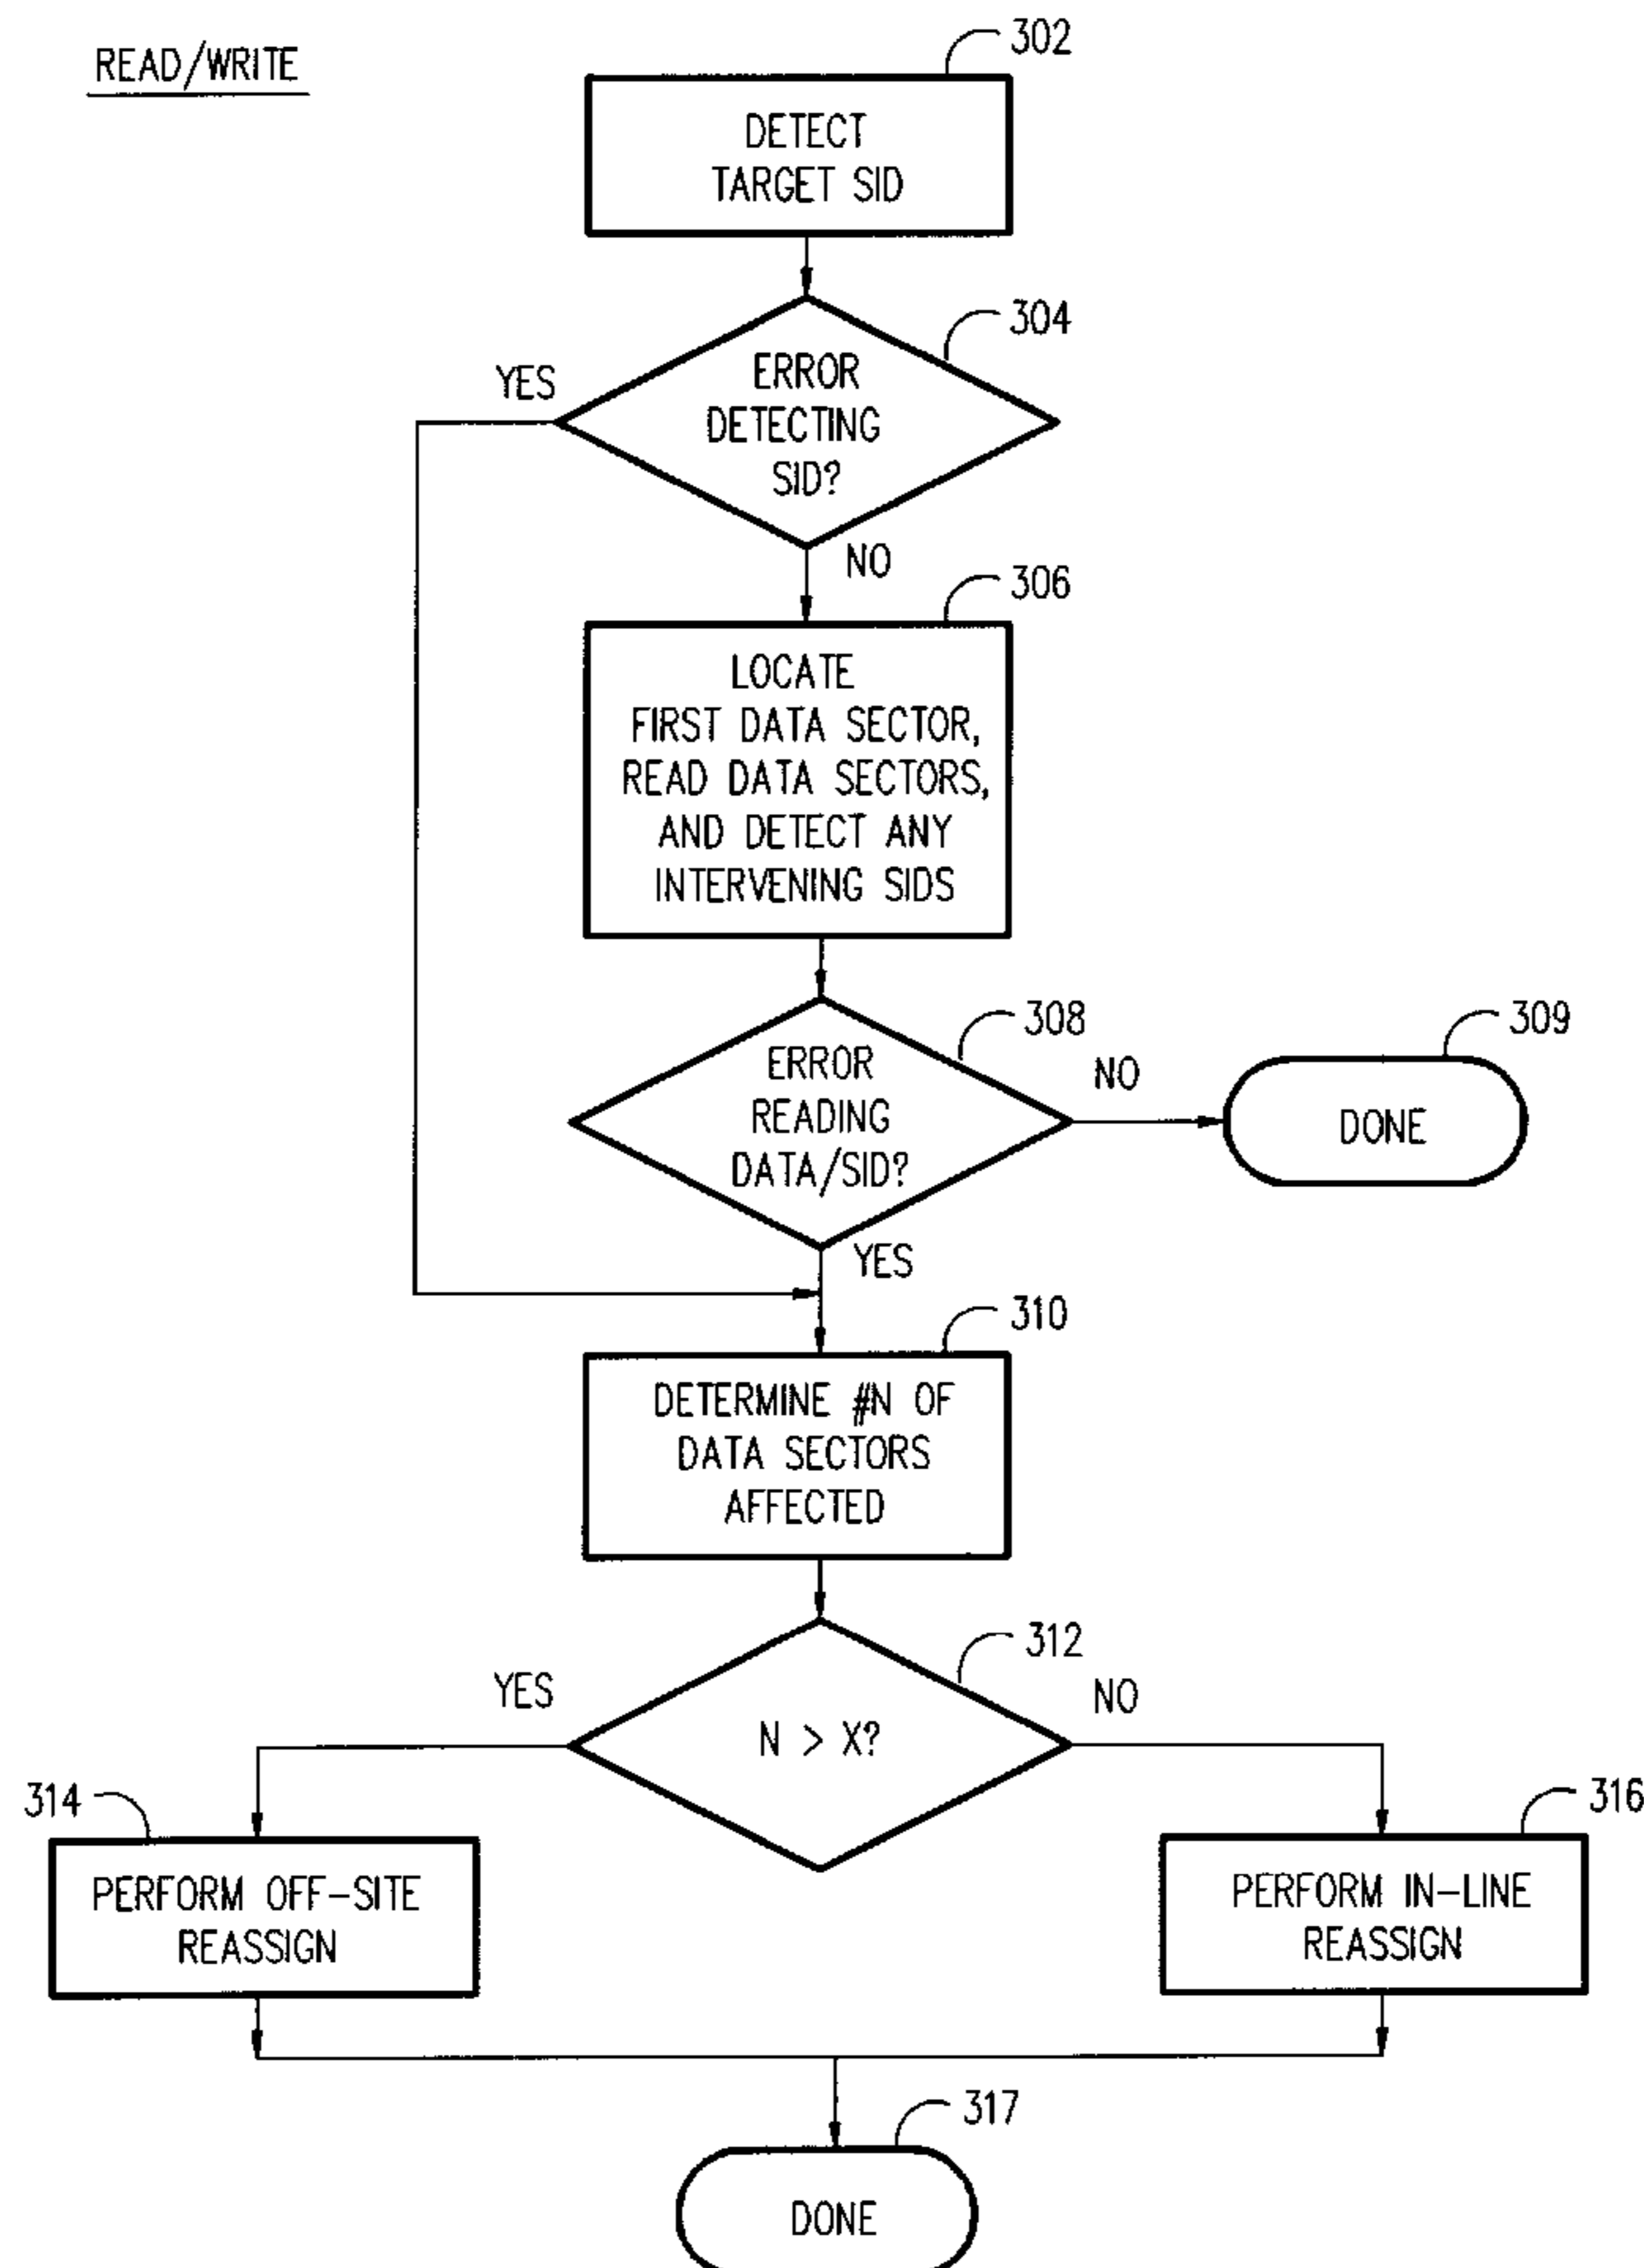 READ/WRITE
302
DETECT
TARGET SID
304
YES
ERROR
DETECTING
SID?
NO
306
LOCATE
FIRST DATA SECTOR,
READ DATA SECTORS,
AND DETECT ANY
INTERVENING SIDS
308
309
ERROR
READING
DATA/SID?
NO
DONE
YES
310
DETERMINE #N OF
DATA SECTORS
AFFECTED
312
YES
N > X?
NO
314
316
PERFORM OFF-SITE
REASSIGN
PERFORM IN-LINE
REASSIGN
317
DONE